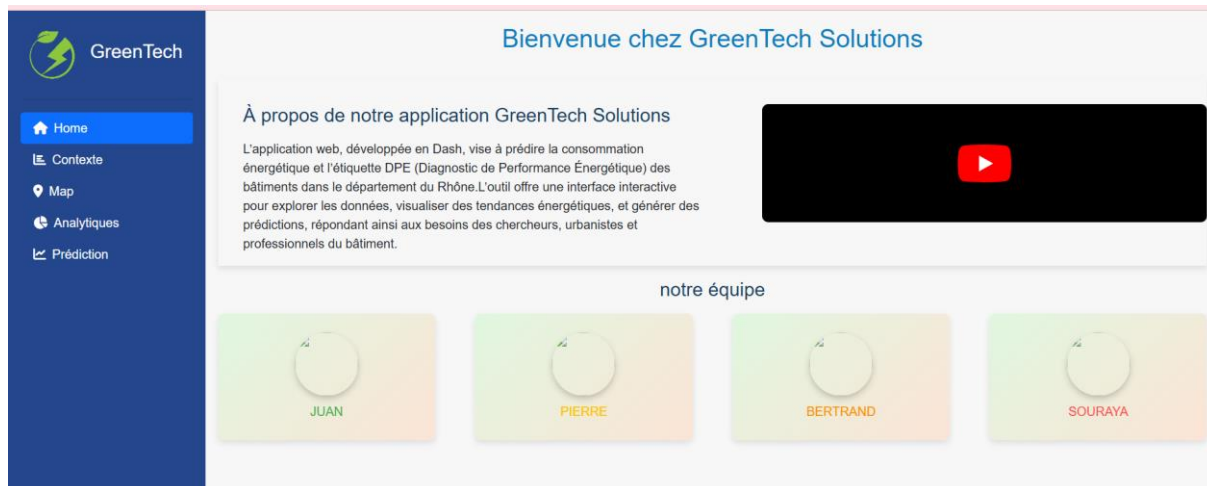 GreenTech
Home
Contexte
Map
Analytiques
Prédiction
Bienvenue chez GreenTech Solutions
À propos de notre application GreenTech Solutions
L'application web, développée en Dash, vise à prédire la consommation
énergétique et l'étiquette DPE (Diagnostic de Performance Énergétique) des
bâtiments dans le département du Rhône.L'outil offre une interface interactive
pour explorer les données, visualiser des tendances énergétiques, et générer des
prédictions, répondant ainsi aux besoins des chercheurs, urbanistes et
professionnels du bâtiment.
notre équipe
JUAN
PIERRE
BERTRAND
SOURAYA